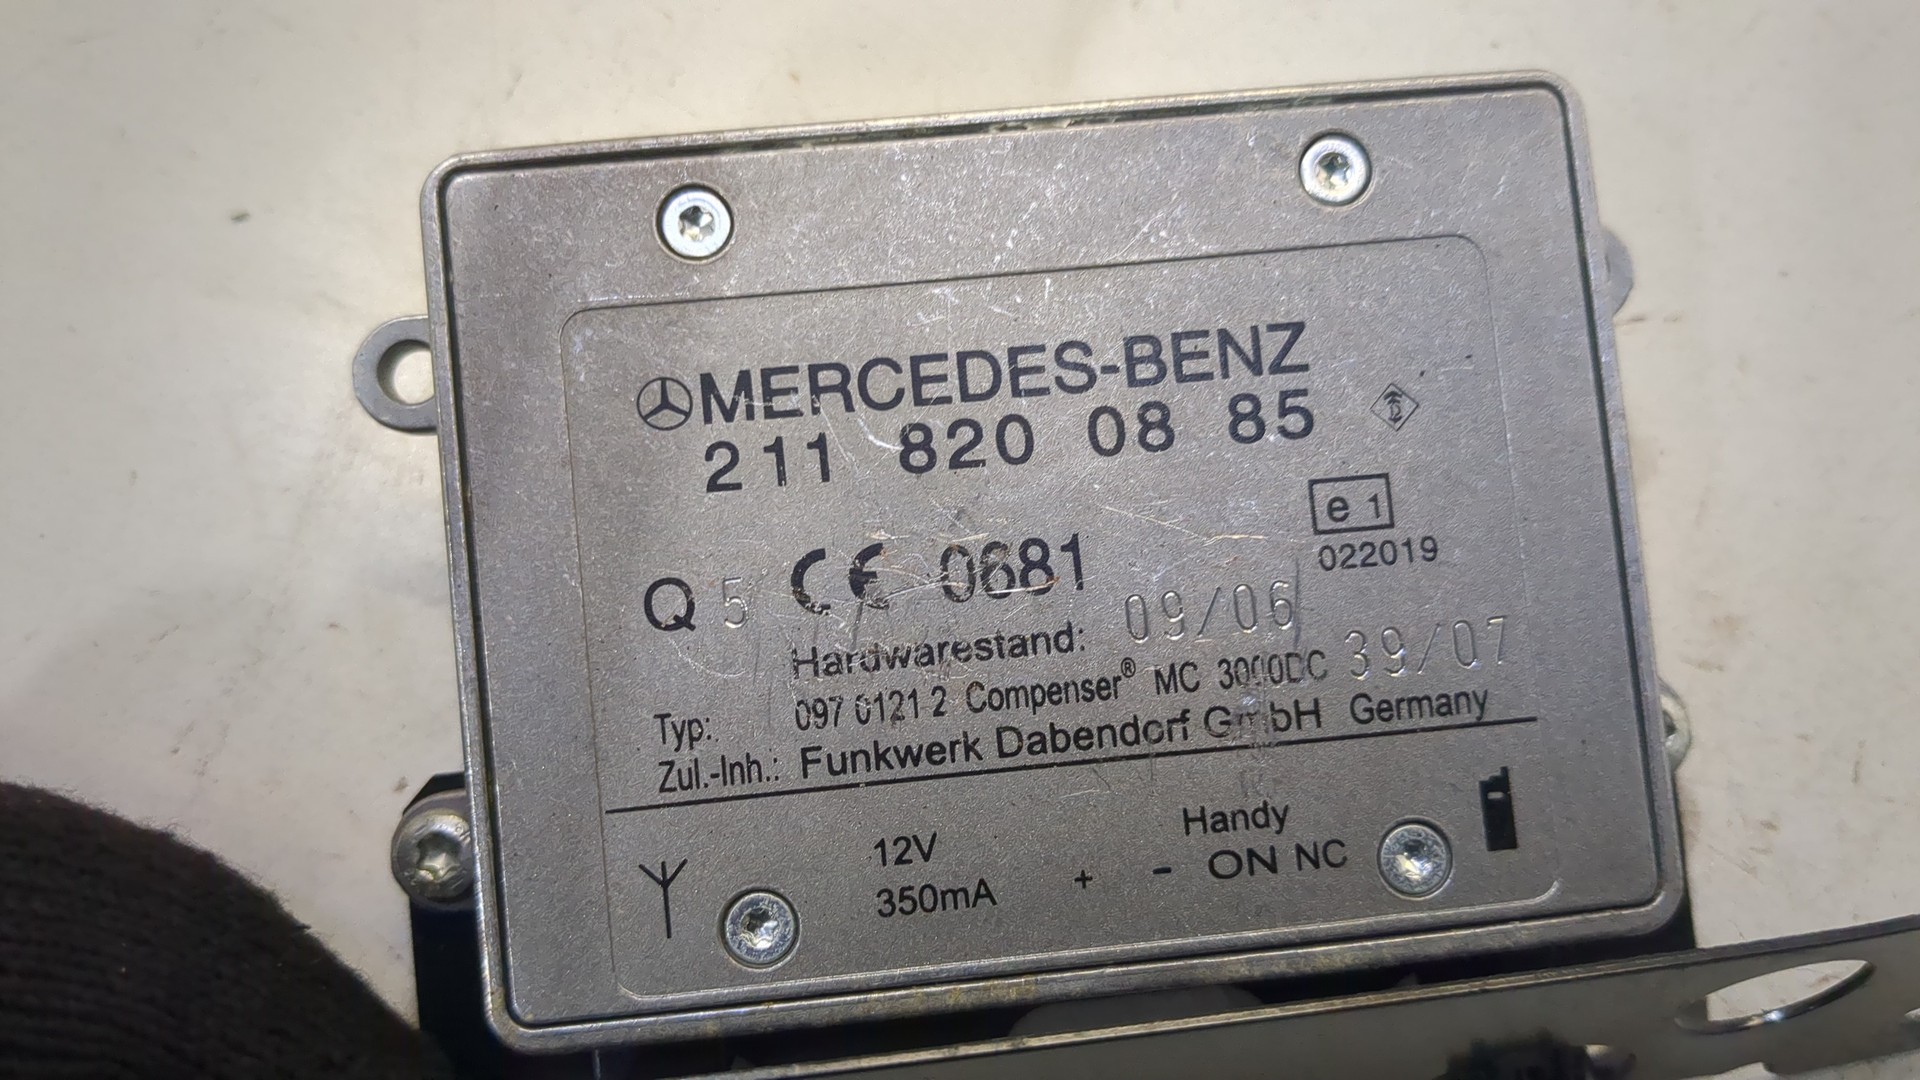 MERCEDES-BENZ
211 820 08 85
e1
022019
Q 5 CE 0681
Hardwarestand: 09/06
Typ: 097 0121 2 Compenser® MC 3000DC 39/07
Zul.-Inh.: Funkwerk Dabendorf GmbH Germany
12V Handy
350mA + - ON NC